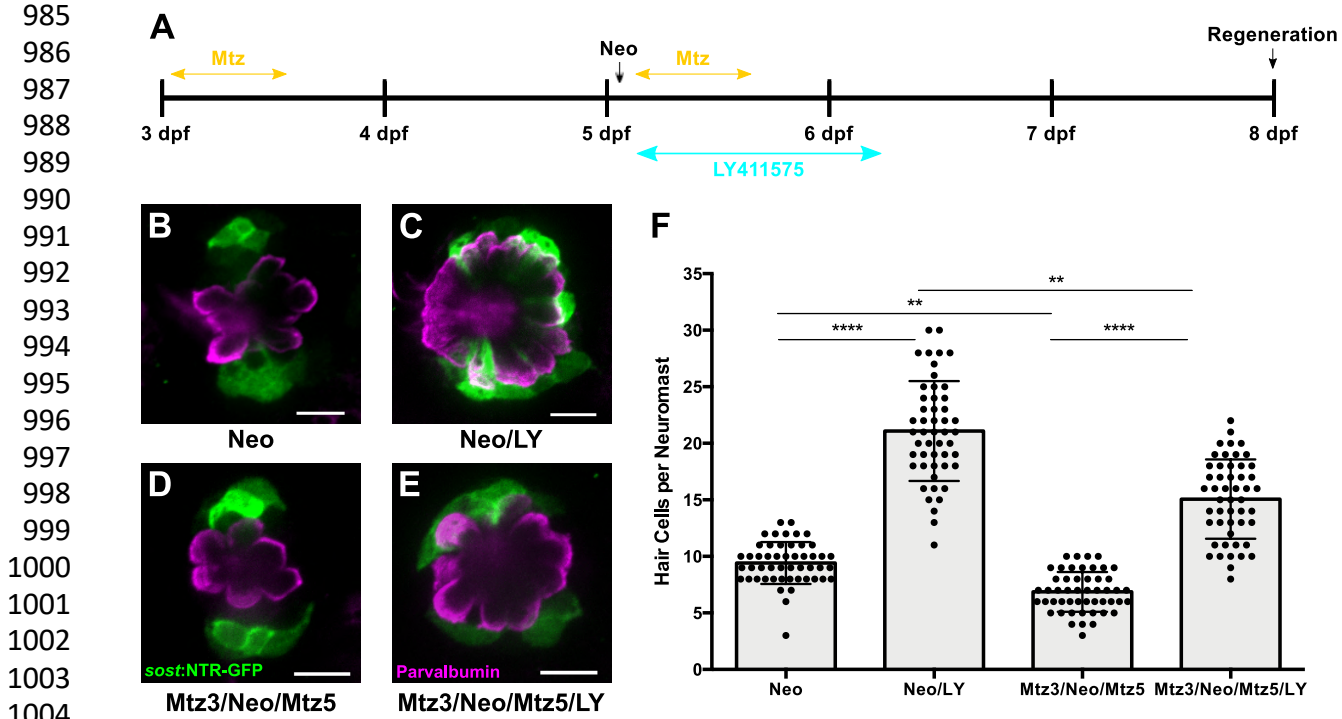 985
986
987
988
989
990
991
992
993
994
995
996
997
998
999
1000
1001
1002
1003
1004
A
Mtz
Neo
Mtz
Regeneration
3 dpf
4 dpf
5 dpf
6 dpf
7 dpf
8 dpf
LY411575
B
Neo
C
Neo/LY
D
sost:NTR-GFP
Mtz3/Neo/Mtz5
E
Parvalbumin
Mtz3/Neo/Mtz5/LY
F
Hair Cells per Neuromast
35
30
25
20
15
10
5
0
**
**
****
****
Neo
Neo/LY
Mtz3/Neo/Mtz5
Mtz3/Neo/Mtz5/LY